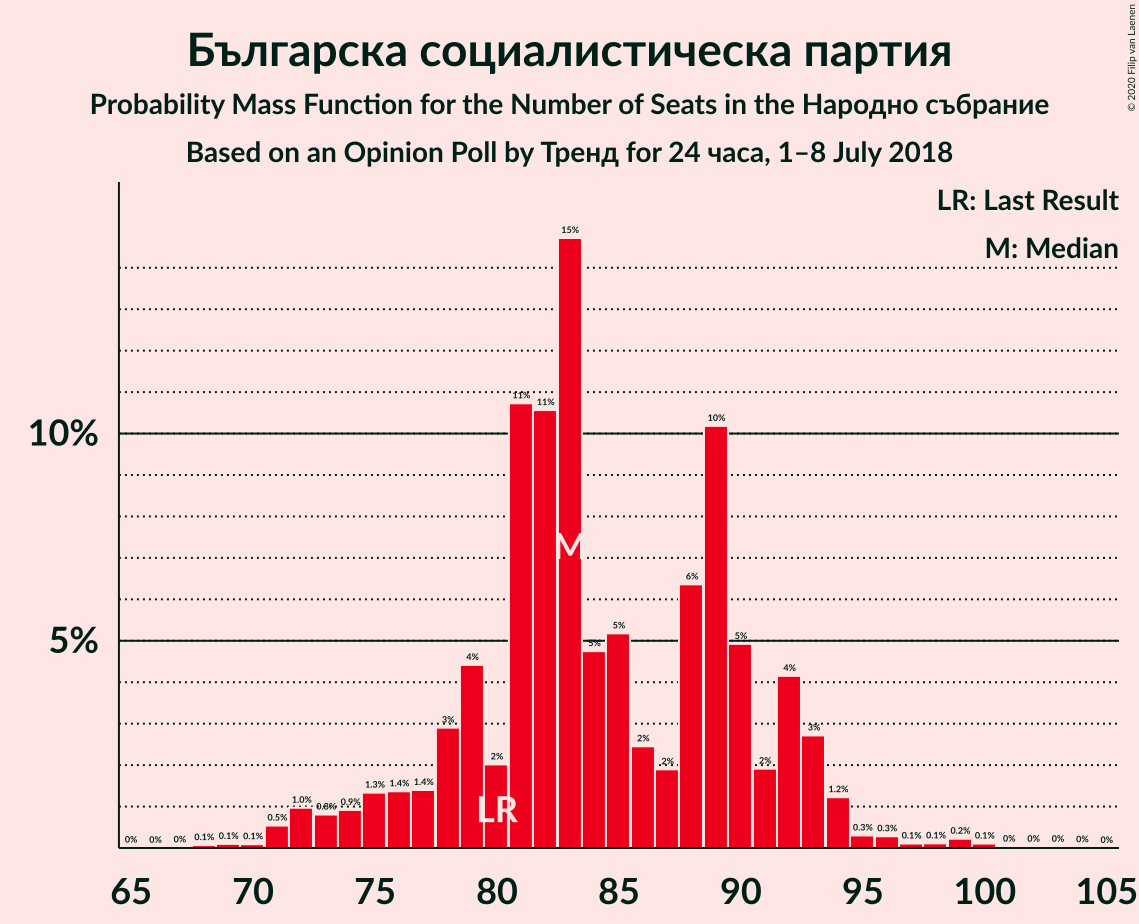 Българска социалистическа партия
Probability Mass Function for the Number of Seats in the Народно събрание
Based on an Opinion Poll by Тренд for 24 часа, 1–8 July 2018
© 2020 Filip van Laenen
LR: Last Result
M: Median
10%
5%
0% 0% 0% 0.1% 0.1% 0.1% 0.5% 1.0% 0.8% 0.9% 1.3% 1.4% 1.4% 3% 4% 2% 11% 11% 15% 5% 5% 2% 2% 6% 10% 5% 2% 4% 3% 1.2% 0.3% 0.3% 0.1% 0.1% 0.2% 0.1% 0% 0% 0% 0% 0%
M
LR
65 70 75 80 85 90 95 100 105